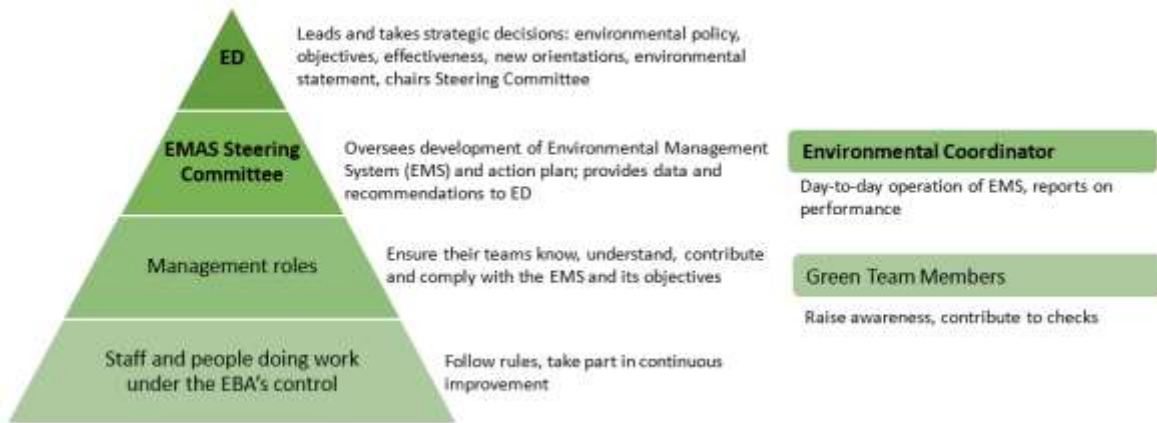 ED
Leads and takes strategic decisions: environmental policy,
objectives, effectiveness, new orientations, environmental
statement, chairs Steering Committee
EMAS Steering
Committee
Oversees development of Environmental Management
System (EMS) and action plan; provides data and
recommendations to ED
Environmental Coordinator
Day-to-day operation of EMS, reports on
performance
Management roles
Ensure their teams know, understand, contribute
and comply with the EMS and its objectives
Green Team Members
Raise awareness, contribute to checks
Staff and people doing work
under the EBA's control
Follow rules, take part in continuous
improvement